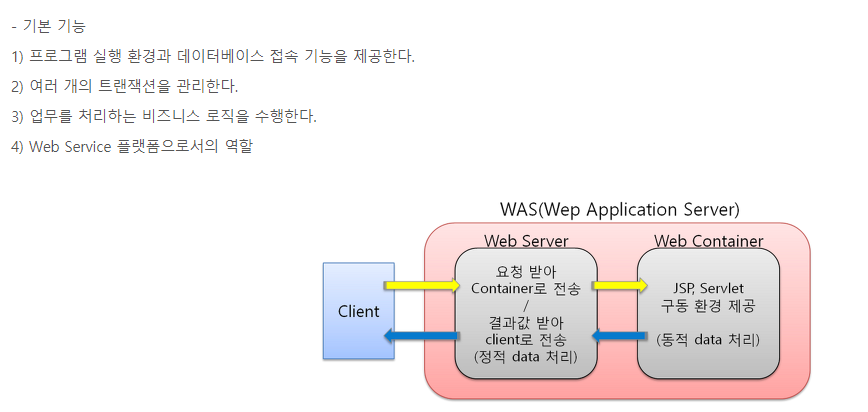 - 기본 기능
1) 프로그램 실행 환경과 데이터베이스 접속 기능을 제공한다.
2) 여러 개의 트랜잭션을 관리한다.
3) 업무를 처리하는 비즈니스 로직을 수행한다.
4) Web Service 플랫폼으로서의 역할
WAS(Wep Application Server)
Client
Web Server
요청 받아
Container로 전송
/
결과값 받아
client로 전송
(정적 data 처리)
Web Container
JSP, Servlet
구동 환경 제공
(동적 data 처리)